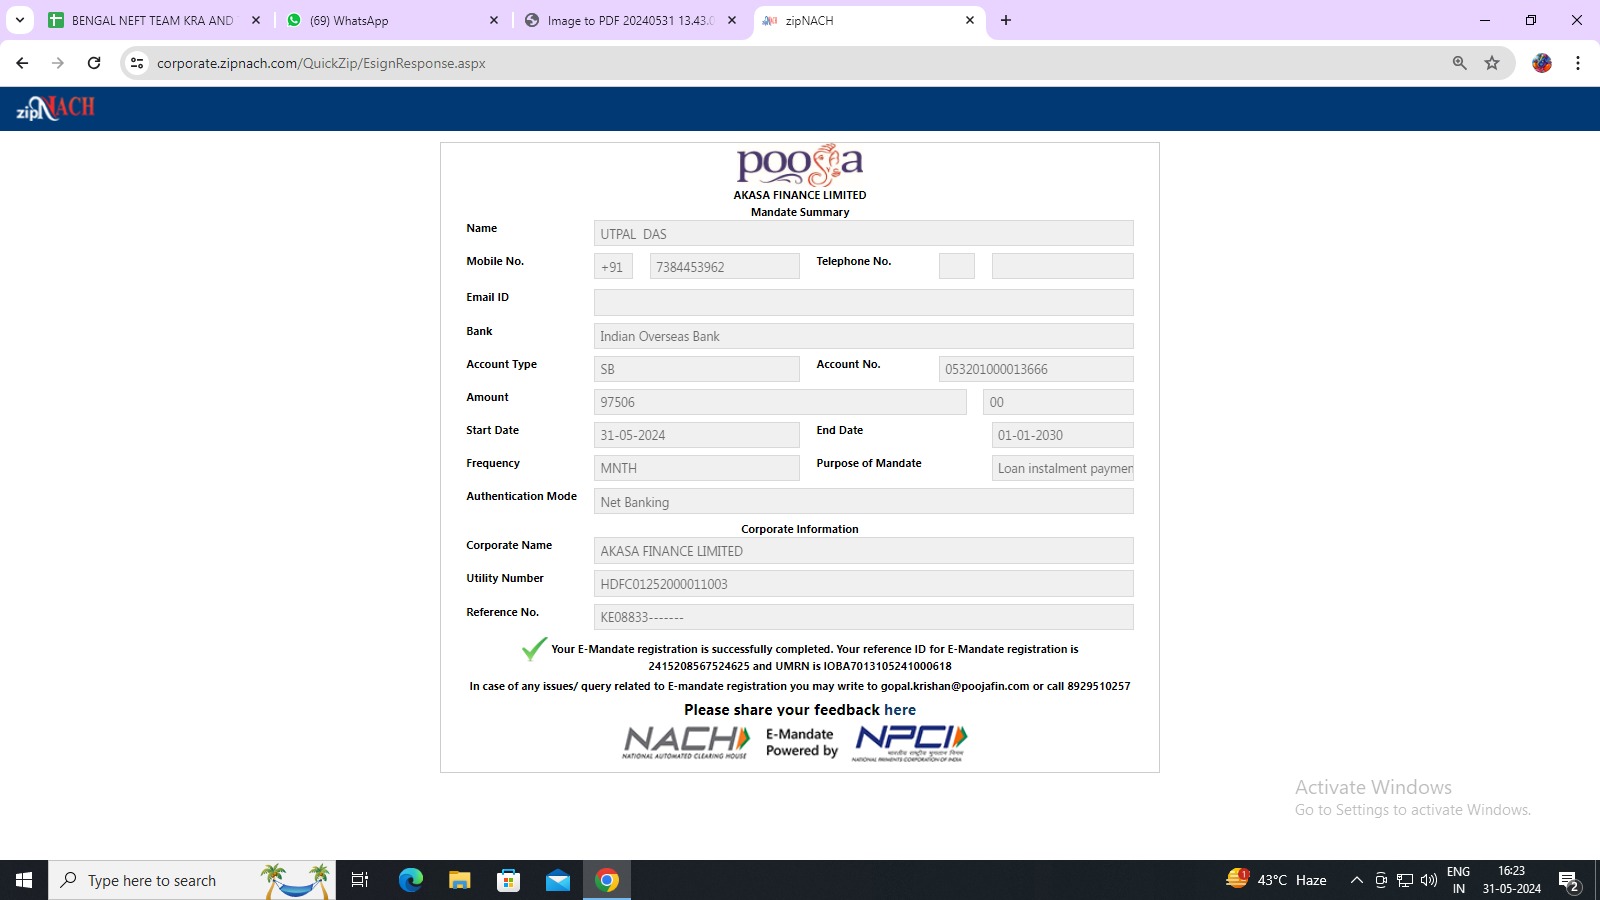 BENGAL NEFT TEAM KRA AND
(69) WhatsApp
Image to PDF 20240531 13.43.0
zipNACH
corporate.zipnach.com/QuickZip/EsignResponse.aspx
zipNACH
pooja
AKASA FINANCE LIMITED
Mandate Summary
Name UTPAL DAS
Mobile No. +91 7384453962 Telephone No.
Email ID
Bank Indian Overseas Bank
Account Type SB Account No. 053201000013666
Amount 97506 00
Start Date 31-05-2024 End Date 01-01-2030
Frequency MNTH Purpose of Mandate Loan instalment paymen
Authentication Mode Net Banking
Corporate Information
Corporate Name AKASA FINANCE LIMITED
Utility Number HDFC01252000011003
Reference No. KE08833-------
Your E-Mandate registration is successfully completed. Your reference ID for E-Mandate registration is
2415208567524625 and UMRN is IOBA7013105241000618
In case of any issues/ query related to E-mandate registration you may write to gopal.krishan@poojafin.com or call 8929510257
Please share your feedback here
NACH
NATIONAL AUTOMATED CLEARING HOUSE
E-Mandate
Powered by
NPCI
भारतीय राष्ट्रीय भुगतान निगम
NATIONAL PAYMENTS CORPORATION OF INDIA
Activate Windows
Go to Settings to activate Windows.
Type here to search
1
43°C Haze
ENG
IN
16:23
31-05-2024
2